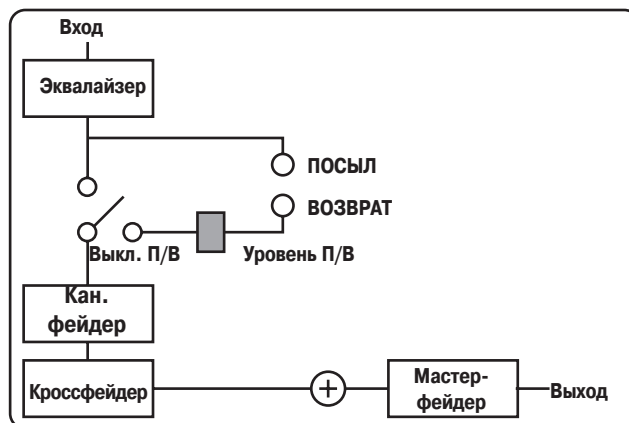 Вход
Эквалайзер
ПОСЫЛ
ВОЗВРАТ
Выкл. П/В
Уровень П/В
Кан.
фейдер
Кроссфейдер
Мастер-
фейдер
Выход